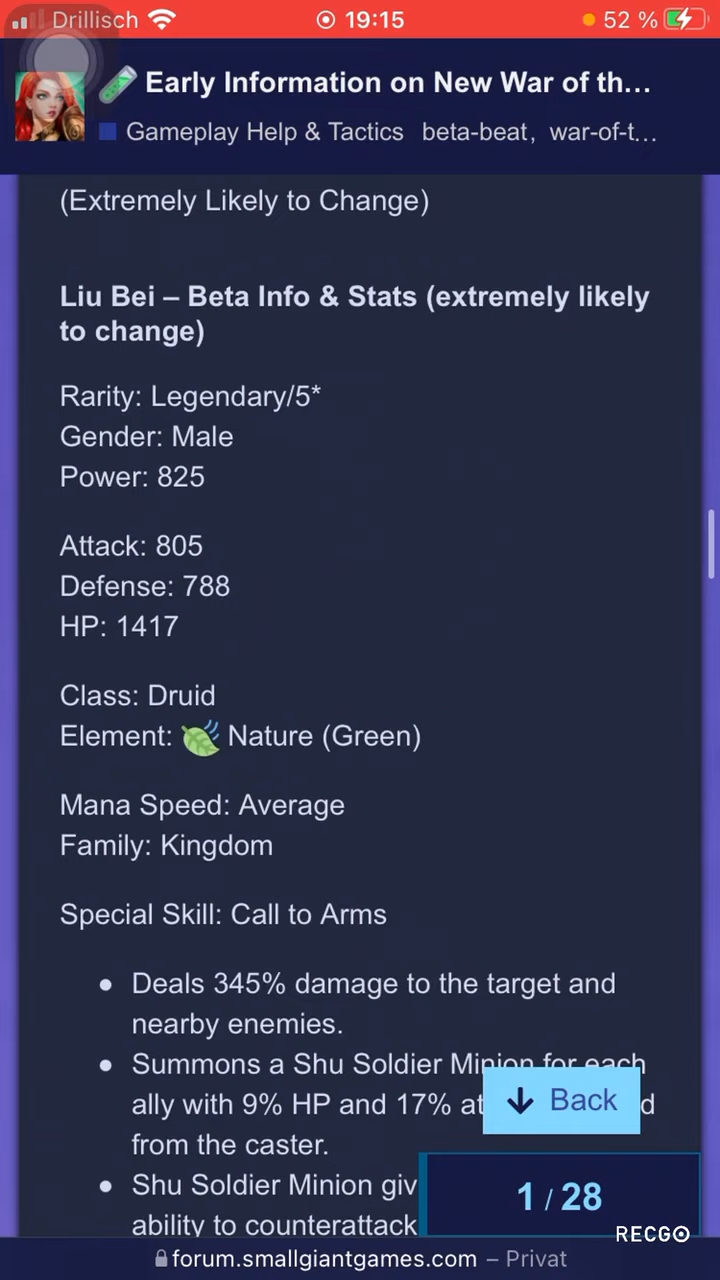 Drillisch 19:15 52 %
Early Information on New War of th...
Gameplay Help & Tactics beta-beat, war-of-t...
(Extremely Likely to Change)
Liu Bei – Beta Info & Stats (extremely likely
to change)
Rarity: Legendary/5*
Gender: Male
Power: 825
Attack: 805
Defense: 788
HP: 1417
Class: Druid
Element: Nature (Green)
Mana Speed: Average
Family: Kingdom
Special Skill: Call to Arms
• Deals 345% damage to the target and
nearby enemies.
• Summons a Shu Soldier Minion for each
ally with 9% HP and 17% at
Back
from the caster.
• Shu Soldier Minion giv
1 / 28
ability to counterattack
RECGO
forum.smallgiantgames.com – Privat